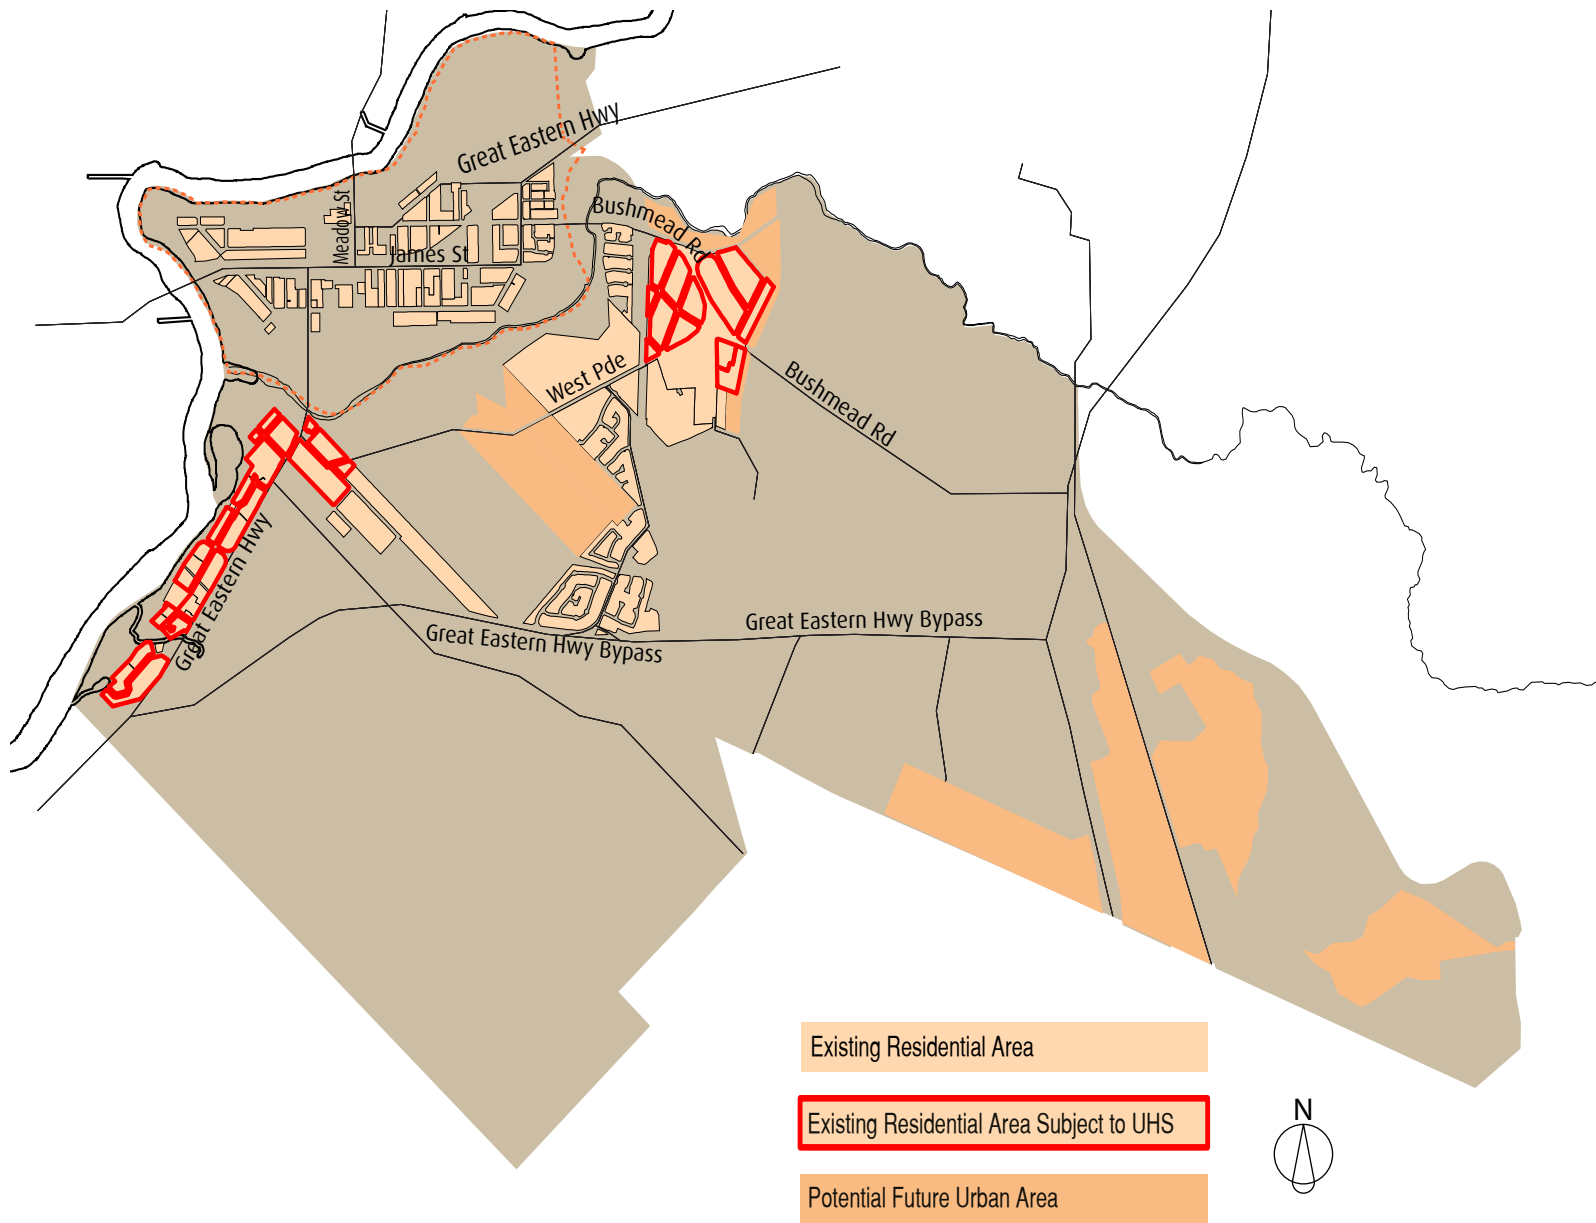 Great Eastern Hwy
Bushmead Rd
Meadow St
James St
West Pde
Bushmead Rd
Great Eastern Hwy
Great Eastern Hwy Bypass
Great Eastern Hwy Bypass
Existing Residential Area
Existing Residential Area Subject to UHS
N
Potential Future Urban Area